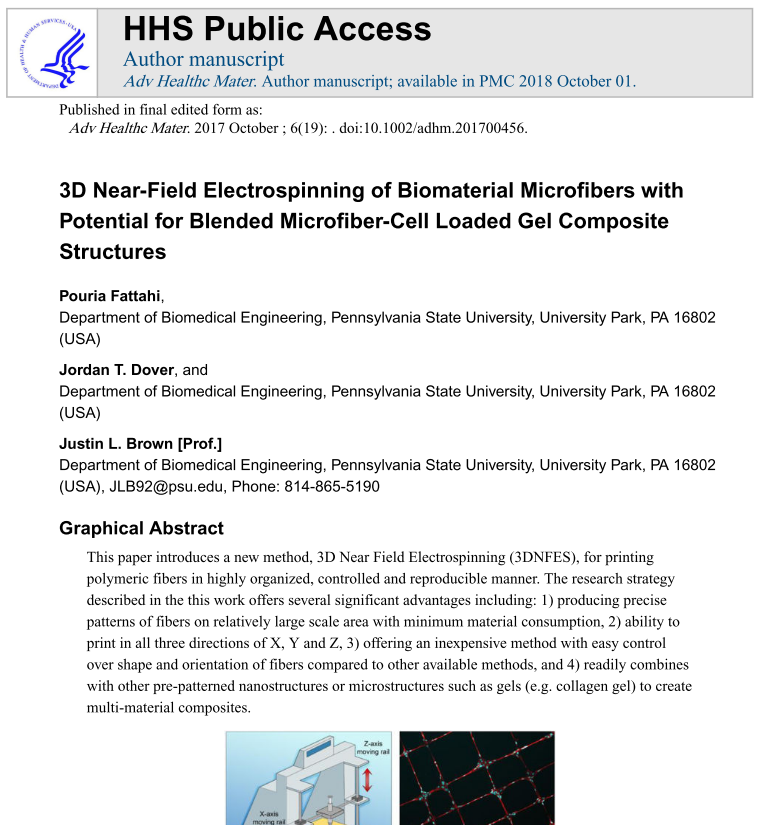 HHS Public Access
Author manuscript
Adv Healthc Mater. Author manuscript; available in PMC 2018 October 01.
Published in final edited form as:
Adv Healthc Mater. 2017 October ; 6(19): . doi:10.1002/adhm.201700456.
3D Near-Field Electrospinning of Biomaterial Microfibers with
Potential for Blended Microfiber-Cell Loaded Gel Composite
Structures
Pouria Fattahi,
Department of Biomedical Engineering, Pennsylvania State University, University Park, PA 16802
(USA)
Jordan T. Dover, and
Department of Biomedical Engineering, Pennsylvania State University, University Park, PA 16802
(USA)
Justin L. Brown [Prof.]
Department of Biomedical Engineering, Pennsylvania State University, University Park, PA 16802
(USA), JLB92@psu.edu, Phone: 814-865-5190
Graphical Abstract
This paper introduces a new method, 3D Near Field Electrospinning (3DNFES), for printing
polymeric fibers in highly organized, controlled and reproducible manner. The research strategy
described in the this work offers several significant advantages including: 1) producing precise
patterns of fibers on relatively large scale area with minimum material consumption, 2) ability to
print in all three directions of X, Y and Z, 3) offering an inexpensive method with easy control
over shape and orientation of fibers compared to other available methods, and 4) readily combines
with other pre-patterned nanostructures or microstructures such as gels (e.g. collagen gel) to create
multi-material composites.
Z-axis
moving rail
X-axis
moving rail